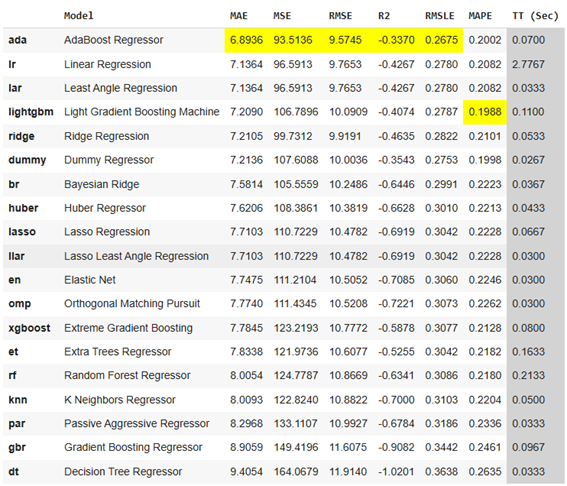 Model MAE MSE RMSE R2 RMSLE MAPE TT (Sec)
ada AdaBoost Regressor 6.8936 93.5136 9.5745 -0.3370 0.2675 0.2002 0.0700
lr Linear Regression 7.1364 96.5913 9.7653 -0.4267 0.2780 0.2082 2.7767
lar Least Angle Regression 7.1364 96.5913 9.7653 -0.4267 0.2780 0.2082 0.0333
lightgbm Light Gradient Boosting Machine 7.2090 106.7896 10.0909 -0.4074 0.2787 0.1988 0.1100
ridge Ridge Regression 7.2105 99.7312 9.9191 -0.4635 0.2822 0.2101 0.0533
dummy Dummy Regressor 7.2136 107.6088 10.0036 -0.3543 0.2753 0.1998 0.0267
br Bayesian Ridge 7.5814 105.5559 10.2486 -0.6446 0.2991 0.2223 0.0367
huber Huber Regressor 7.6206 108.3861 10.3819 -0.6628 0.3010 0.2213 0.0433
lasso Lasso Regression 7.7103 110.7229 10.4782 -0.6919 0.3042 0.2228 0.0667
llar Lasso Least Angle Regression 7.7103 110.7229 10.4782 -0.6919 0.3042 0.2228 0.0300
en Elastic Net 7.7475 111.2104 10.5052 -0.7085 0.3060 0.2246 0.0300
omp Orthogonal Matching Pursuit 7.7740 111.4345 10.5208 -0.7221 0.3073 0.2262 0.0300
xgboost Extreme Gradient Boosting 7.7845 123.2193 10.7772 -0.5878 0.3077 0.2128 0.0800
et Extra Trees Regressor 7.8338 121.9736 10.6077 -0.5255 0.3042 0.2182 0.1633
rf Random Forest Regressor 8.0054 124.7787 10.8669 -0.6341 0.3086 0.2180 0.2133
knn K Neighbors Regressor 8.0093 122.8240 10.8822 -0.7000 0.3103 0.2204 0.0500
par Passive Aggressive Regressor 8.2968 133.1107 10.9927 -0.6784 0.3186 0.2336 0.0333
gbr Gradient Boosting Regressor 8.9059 149.4196 11.6075 -0.9082 0.3442 0.2461 0.0967
dt Decision Tree Regressor 9.4054 164.0679 11.9140 -1.0201 0.3638 0.2635 0.0333